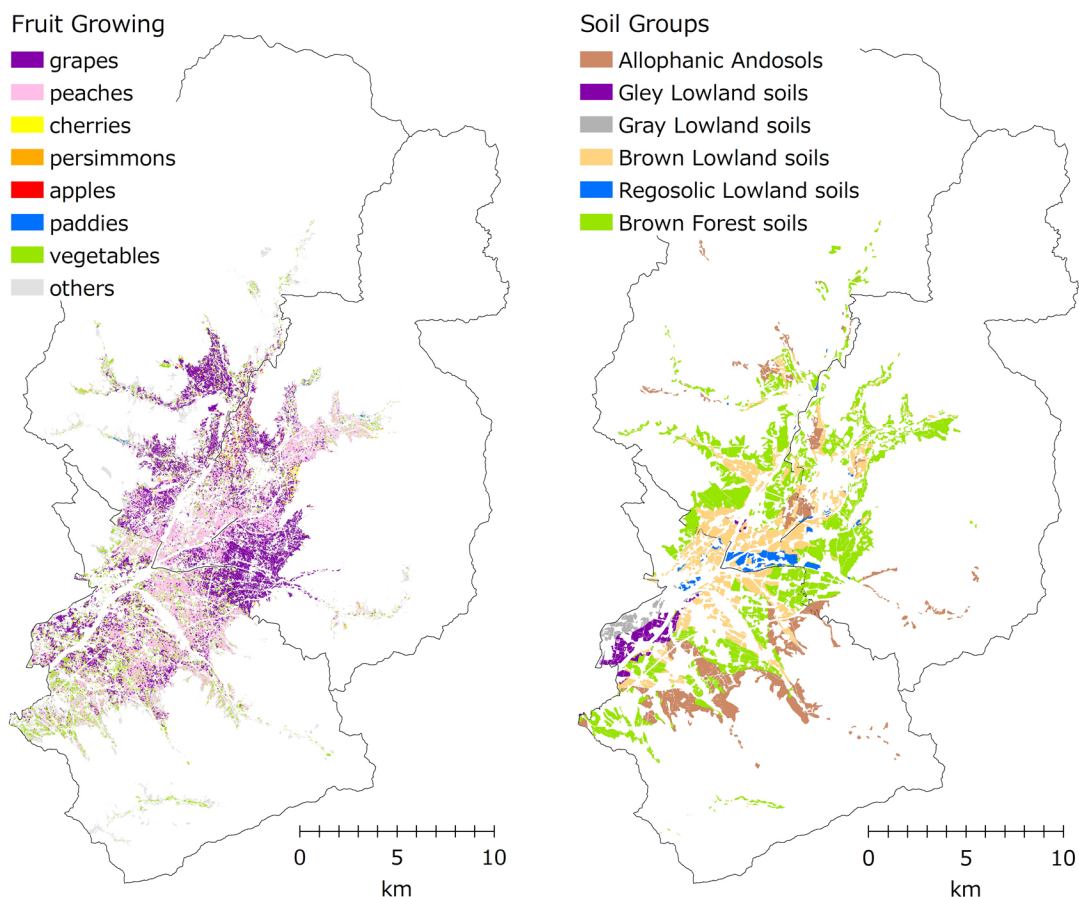 Fruit Growing
grapes
peaches
cherries
persimmons
apples
paddies
vegetables
others
0 5 10
km
Soil Groups
Allophanic Andosols
Gley Lowland soils
Gray Lowland soils
Brown Lowland soils
Regosolic Lowland soils
Brown Forest soils
0 5 10
km